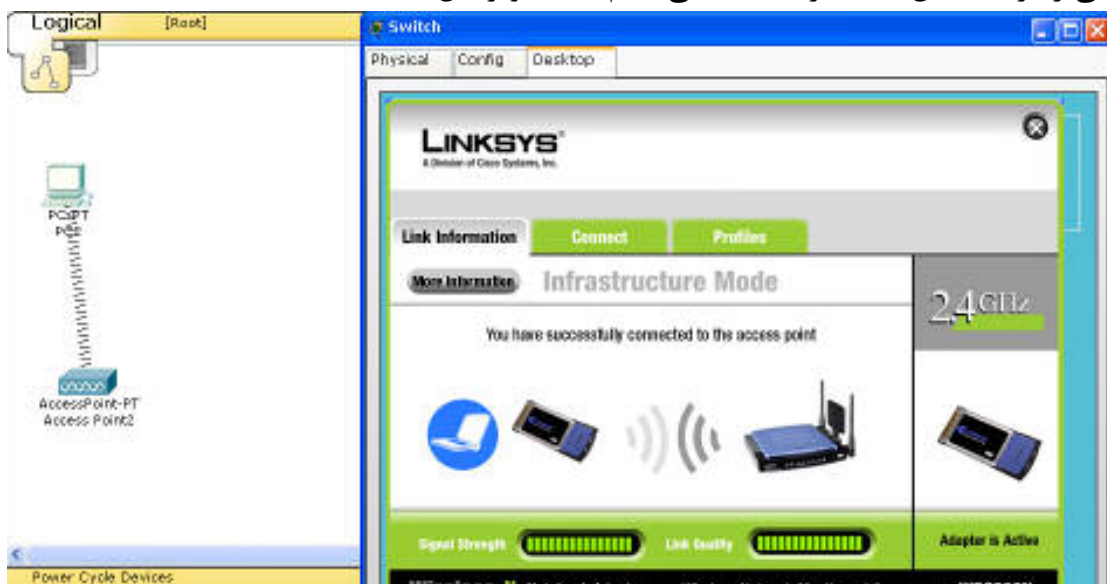 Logical [Root]
Switch
Physical Config Desktop
LINKSYS®
A Division of Cisco Systems, Inc.
Link Information Connect Profiles
More Information Infrastructure Mode
2.4GHz
You have successfully connected to the access point
PC-PT
AccessPoint-PT
Access Point2
Signal Strength Link Quality Adapter is Active
Power Cycle Devices